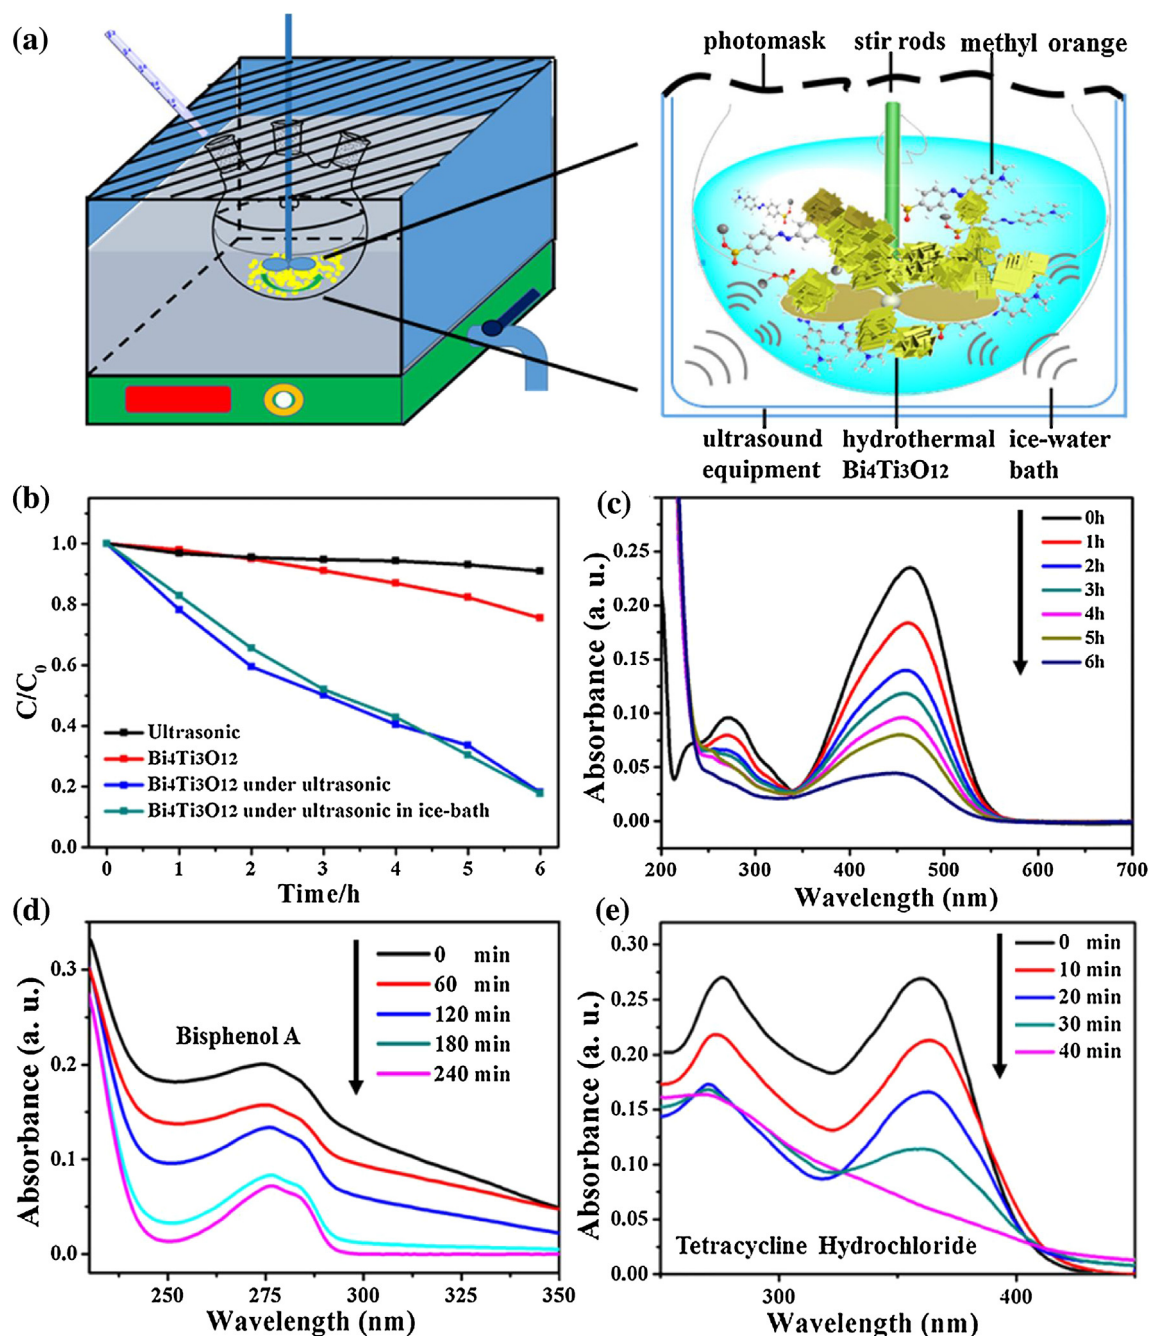 (a)
photomask stir rods methyl orange
ultrasound hydrothermal ice-water
equipment Bi4Ti3O12 bath
(b)
1.0
0.8
0.6
0.4
0.2
0.0
C/C0
Ultrasonic
Bi4Ti3O12
Bi4Ti3O12 under ultrasonic
Bi4Ti3O12 under ultrasonic in ice-bath
0 1 2 3 4 5 6
Time/h
(c)
0.25
0.20
0.15
0.10
0.05
0.00
Absorbance (a. u.)
0h
1h
2h
3h
4h
5h
6h
200 300 400 500 600 700
Wavelength (nm)
(d)
0.3
0.2
0.1
0.0
Absorbance (a. u.)
Bisphenol A
0 min
60 min
120 min
180 min
240 min
250 275 300 325 350
Wavelength (nm)
(e)
0.30
0.25
0.20
0.15
0.10
0.05
0.00
Absorbance (a. u.)
0 min
10 min
20 min
30 min
40 min
Tetracycline Hydrochloride
300 400
Wavelength (nm)